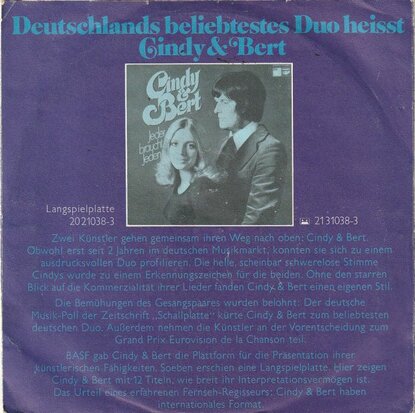 Deutschlands beliebtestes Duo heisst
Cindy & Bert
Cindy
& Bert
Jeder
braucht
Jeden
Langspielplatte
2021038-3
2131038-3
Zwei Künstler gehen gemeinsam ihren Weg nach oben: Cindy & Bert.
Obwohl erst seit 2 Jahren im deutschen Musikmarkt, konnten sie sich zu einem
ausdrucksvollen Duo profilieren. Die helle, scheinbar schwerelose Stimme
Cindys wurde zu einem Erkennungszeichen für die beiden. Ohne den starren
Blick auf die Kommerzialität ihrer Lieder fanden Cindy & Bert einen eigenen Stil.
Die Bemühungen des Gesangspaares wurden belohnt: Der deutsche
Musik-Poll der Zeitschrift „Schallplatte" kürte Cindy & Bert zum beliebtesten
deutschen Duo. Außerdem nehmen die Künstler an der Vorentscheidung zum
Grand Prix Eurovision de la Chanson teil.
BASF gab Cindy & Bert die Plattform für die Präsentation ihrer
künstlerischen Fähigkeiten. Soeben erschien eine Langspielplatte. Hier zeigen
Cindy & Bert mit 12 Titeln, wie breit ihr Interpretationsvermögen ist.
Das Urteil eines erfahrenen Fernseh-Regisseurs: Cindy & Bert haben
internationales Format.